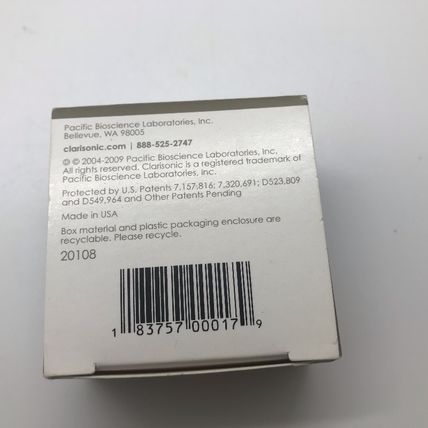 Pacific Bioscience Laboratories, Inc.
Bellevue, WA 98005
clarisonic.com | 888-525-2747
© ℗ 2004-2009 Pacific Bioscience Laboratories, Inc.
All rights reserved. Clarisonic is a registered trademark of
Pacific Bioscience Laboratories, Inc.
Protected by U.S. Patents 7,157,816; 7,320,691; D523,809
and D549,964 and Other Patents Pending
Made in USA
Box material and plastic packaging enclosure are
recyclable. Please recycle.
20108
1 83757 00017 9